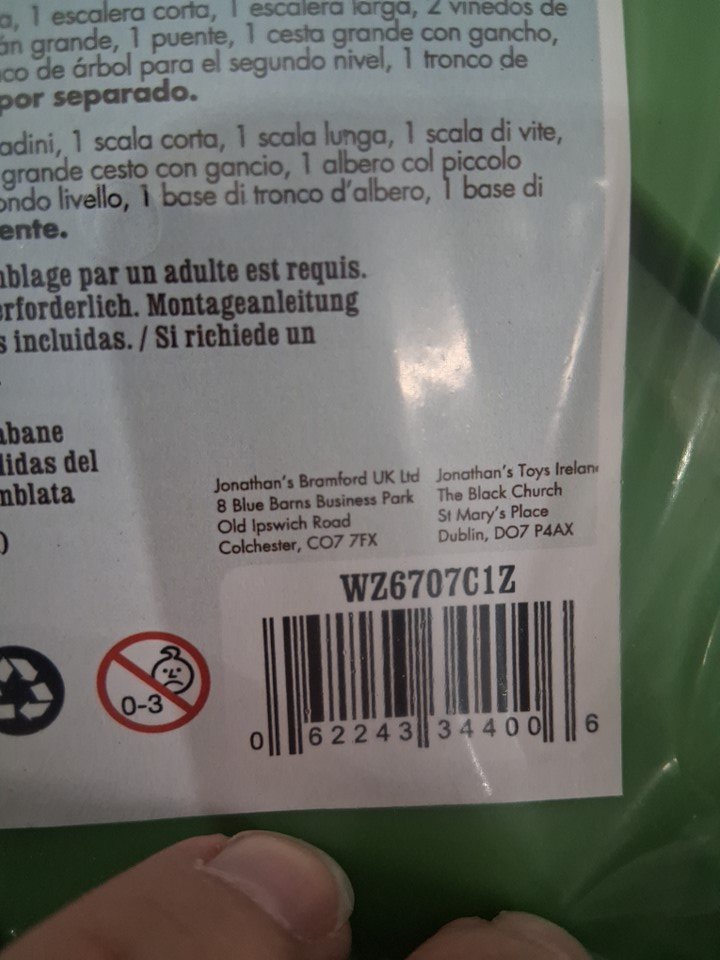 a, 1 escalera corta, 1 escalera larga, 2 viñedos de
án grande, 1 puente, 1 cesta grande con gancho,
co de árbol para el segundo nivel, 1 tronco de
por separado.
adini, 1 scala corta, 1 scala lunga, 1 scala di vite,
grande cesto con gancio, 1 albero col piccolo
ondo livello, 1 base di tronco d'albero, 1 base di
ente.
mblage par un adulte est requis.
erforderlich. Montageanleitung
s incluidas. / Si richiede un
abane
didas del
mblata
)
Jonathan's Bramford UK Ltd
8 Blue Barns Business Park
Old Ipswich Road
Colchester, CO7 7FX
Jonathan's Toys Irelan
The Black Church
St Mary's Place
Dublin, DO7 P4AX
WZ6707C1Z
0-3
0 62243 34400 6